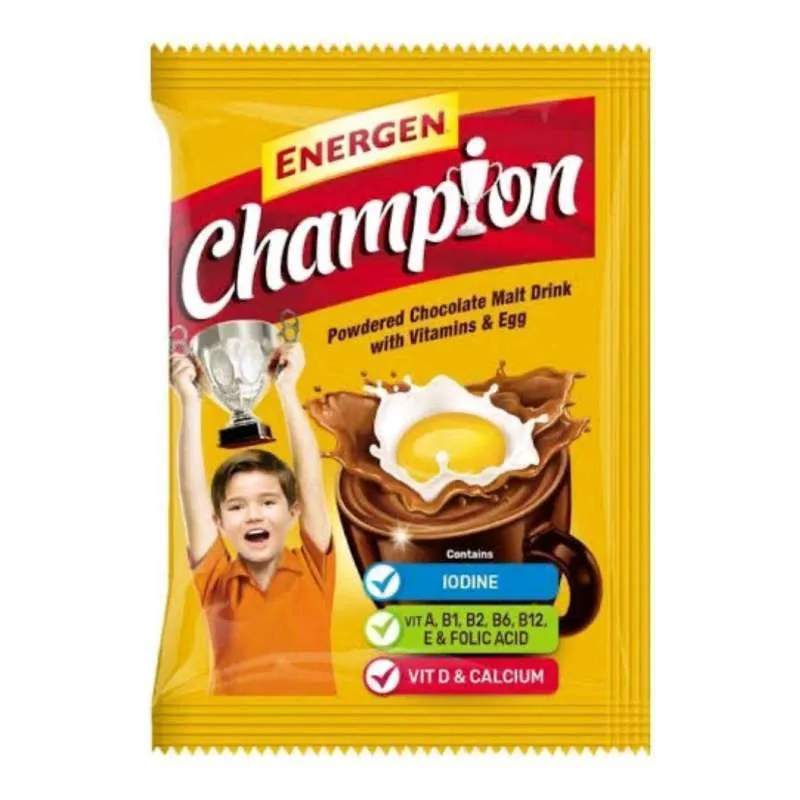 ENERGEN
Champion
Powdered Chocolate Malt Drink
with Vitamins & Egg
Contains
IODINE
VIT A, B1, B2, B6, B12,
E & FOLIC ACID
VIT D & CALCIUM